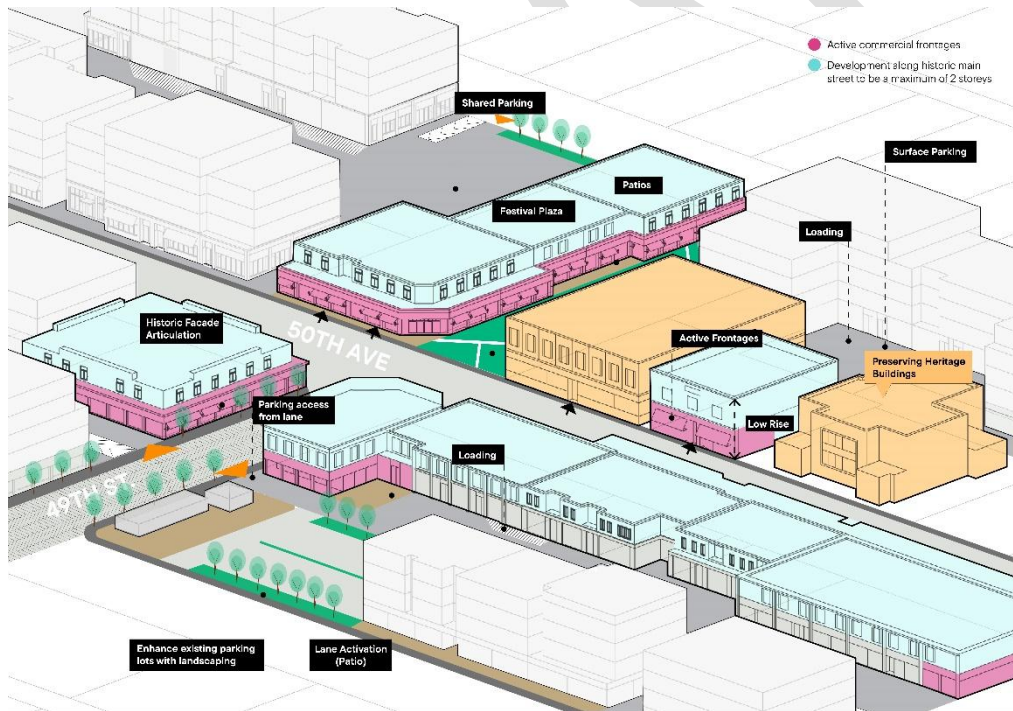 Active commercial frontages
Development along historic main
street to be a maximum of 2 storeys
Shared Parking
Surface Parking
Patios
Festival Plaza
Loading
Historic Facade
Articulation
50TH AVE
Active Frontages
Preserving Heritage
Buildings
Parking access
from lane
Low Rise
Loading
49TH ST.
Enhance existing parking
lots with landscaping
Lane Activation
(Patio)